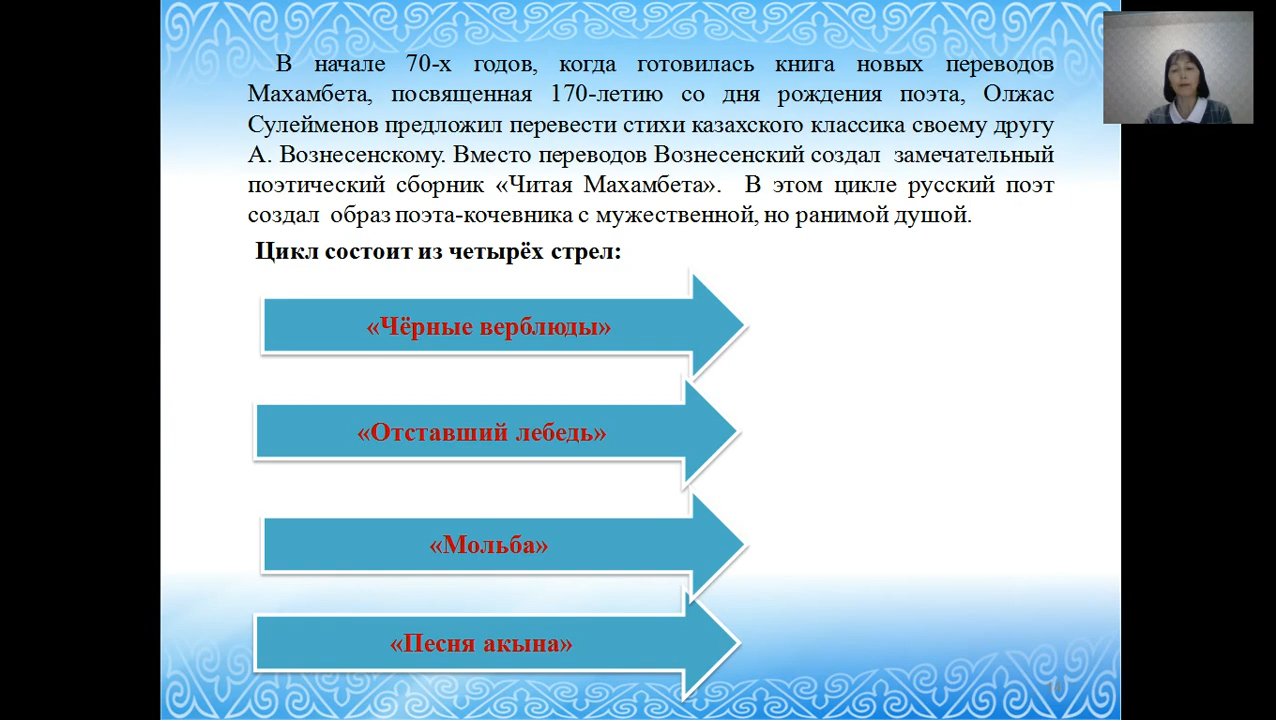 В начале 70-х годов, когда готовилась книга новых переводов
Махамбета, посвященная 170-летию со дня рождения поэта, Олжас
Сулейменов предложил перевести стихи казахского классика своему другу
А. Вознесенскому. Вместо переводов Вознесенский создал замечательный
поэтический сборник «Читая Махамбета». В этом цикле русский поэт
создал образ поэта-кочевника с мужественной, но ранимой душой.
Цикл состоит из четырёх стрел:
«Чёрные верблюды»
«Отставший лебедь»
«Мольба»
«Песня акына»